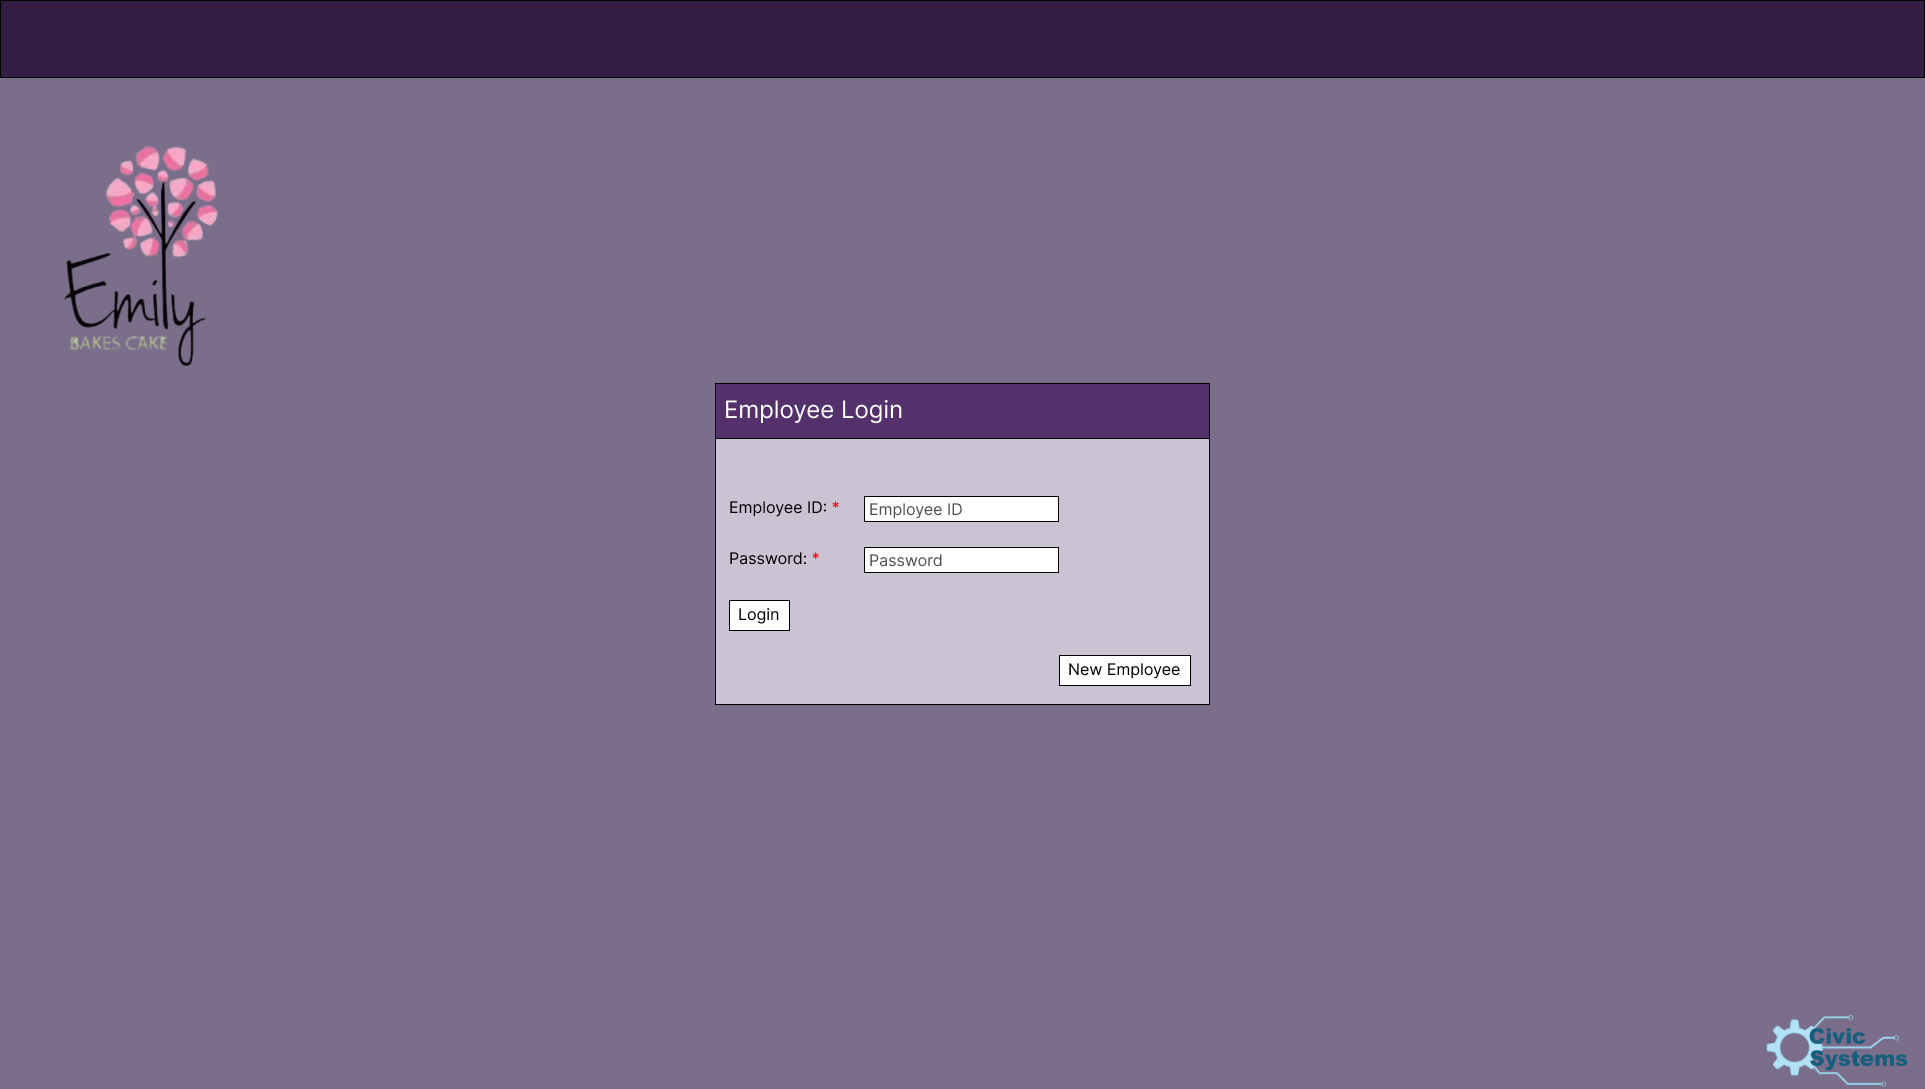 Emily
BAKES CAKE
Employee Login
Employee ID: *
Employee ID
Password: *
Password
Login
New Employee
Civic
Systems